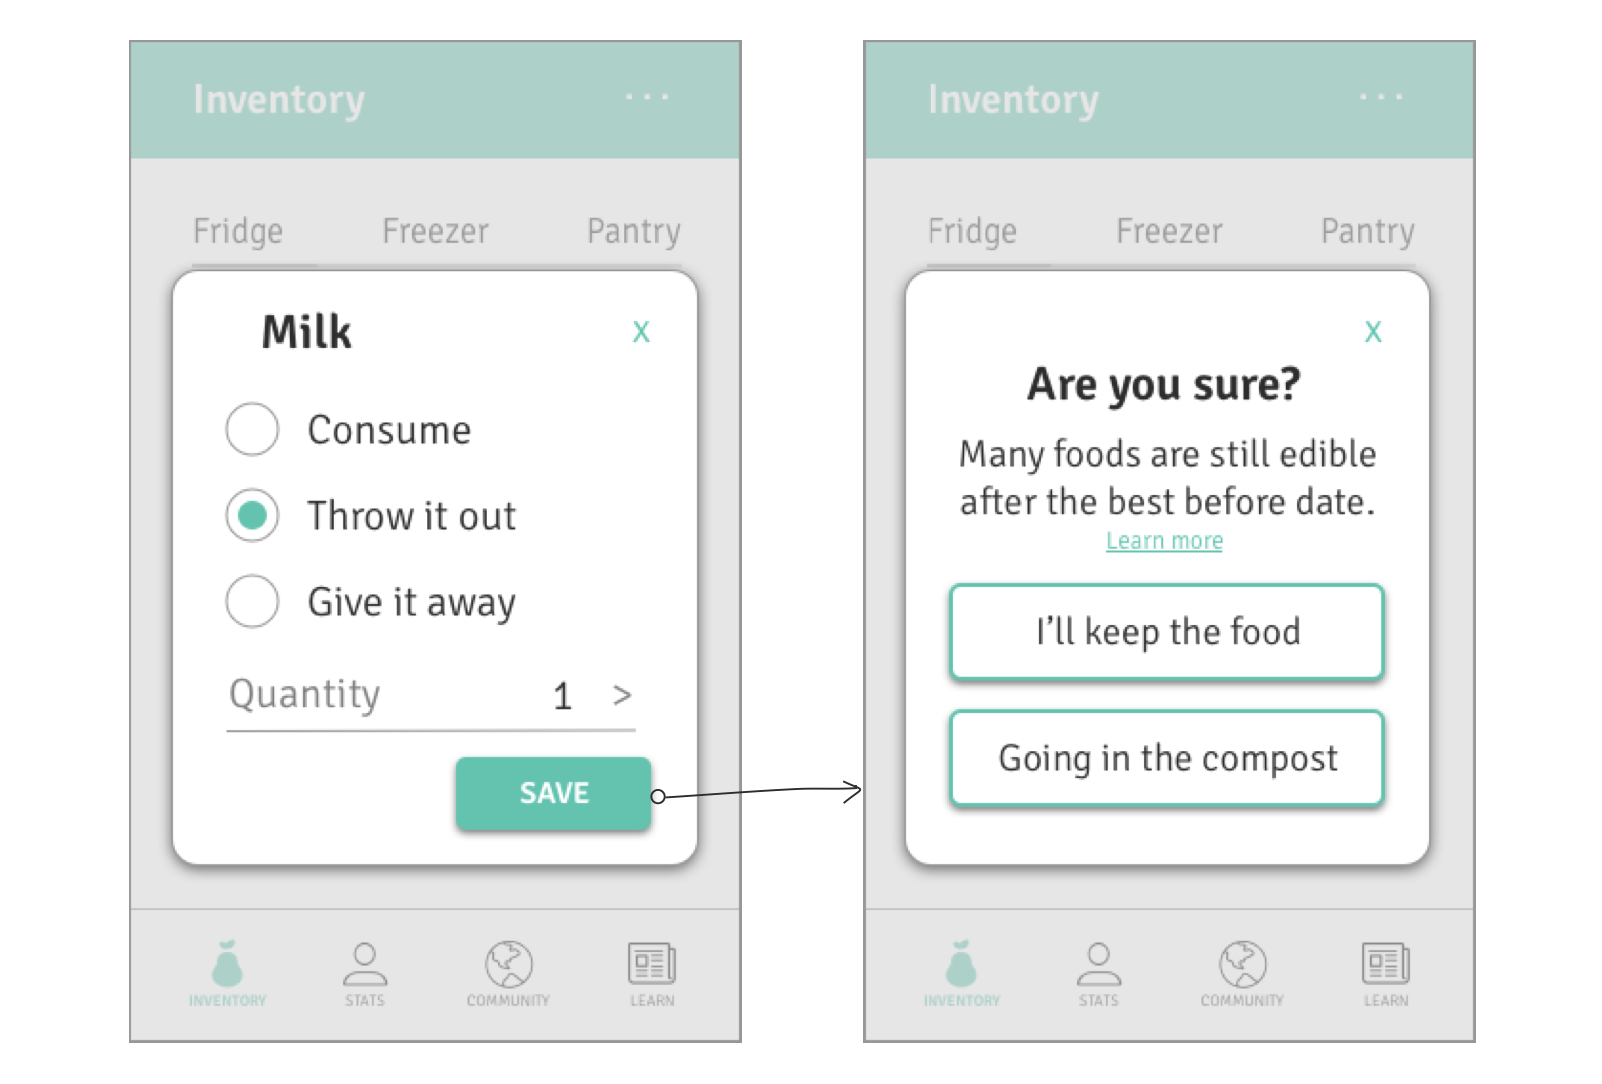 Inventory
...
Fridge Freezer Pantry
Milk
X
Consume
Throw it out
Give it away
Quantity 1 >
SAVE
INVENTORY STATS COMMUNITY LEARN
Inventory
...
Fridge Freezer Pantry
X
Are you sure?
Many foods are still edible
after the best before date.
Learn more
I'll keep the food
Going in the compost
INVENTORY STATS COMMUNITY LEARN